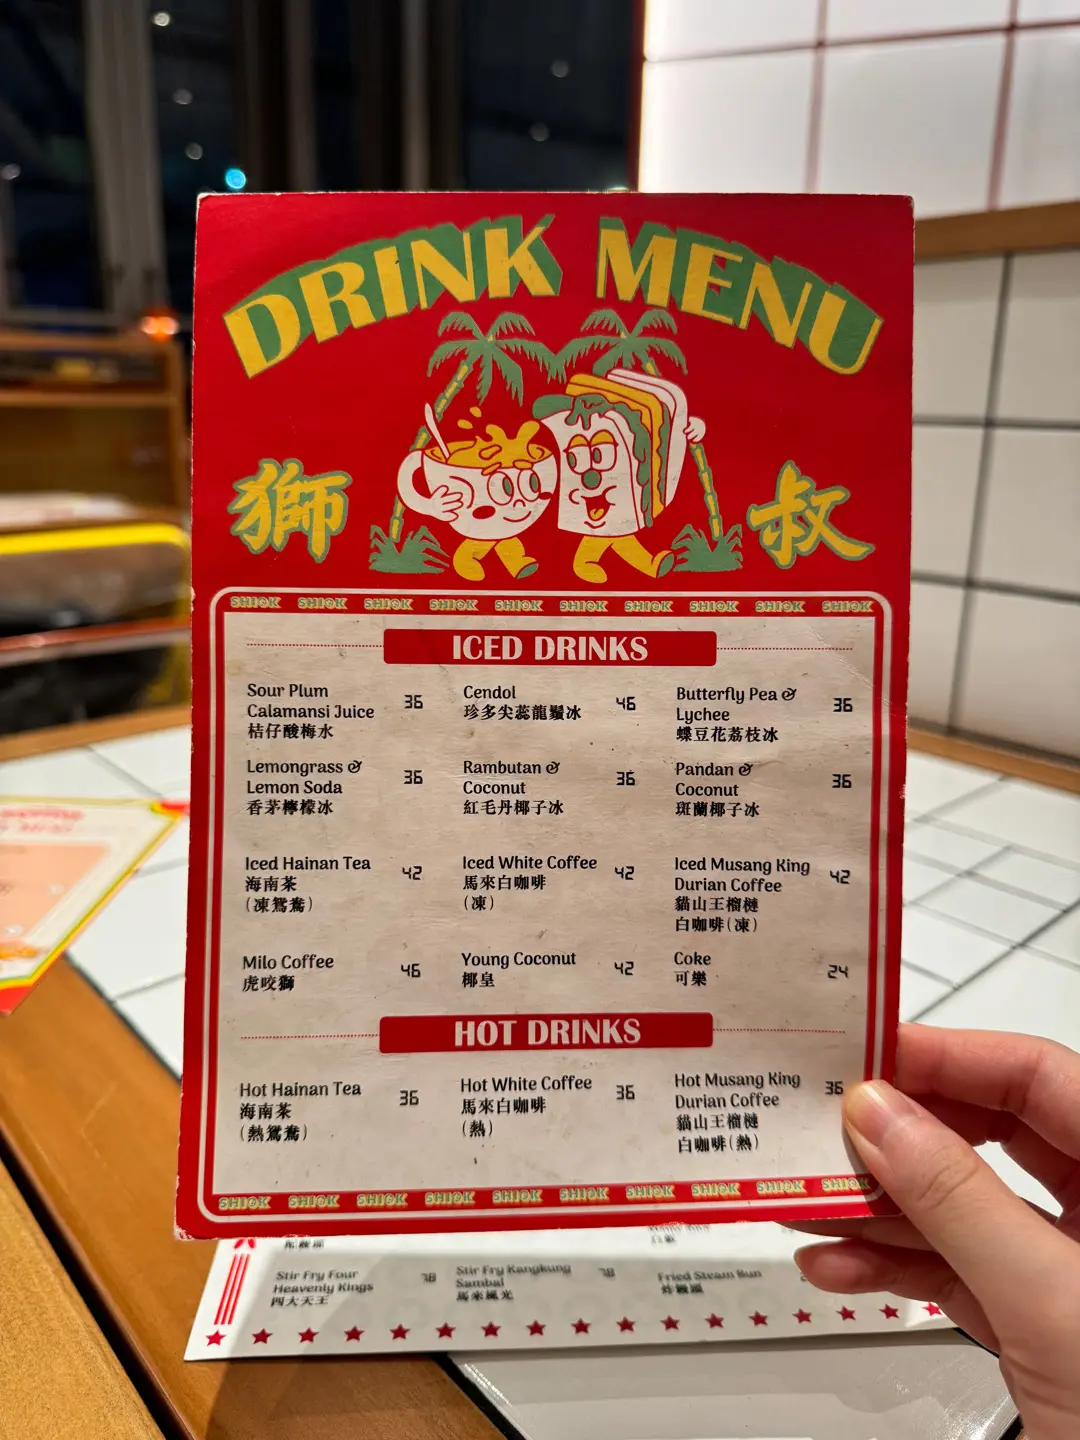 DRINK MENU
獅 叔
SHIOK SHIOK SHIOK SHIOK SHIOK SHIOK SHIOK SHIOK SHIOK SHIOK
ICED DRINKS
Sour Plum
Calamansi Juice 36
桔仔酸梅水
Cendol 46
珍多尖蕊龍鬚冰
Butterfly Pea &
Lychee 36
蝶豆花荔枝冰
Lemongrass &
Lemon Soda 36
香茅檸檬冰
Rambutan &
Coconut 36
紅毛丹椰子冰
Pandan &
Coconut 36
斑蘭椰子冰
Iced Hainan Tea 42
海南茶
(凍鴛鴦)
Iced White Coffee 42
馬來白咖啡
(凍)
Iced Musang King
Durian Coffee 42
貓山王榴槤
白咖啡(凍)
Milo Coffee 46
虎咬獅
Young Coconut 42
椰皇
Coke 24
可樂
HOT DRINKS
Hot Hainan Tea 36
海南茶
(熱鴛鴦)
Hot White Coffee 36
馬來白咖啡
(熱)
Hot Musang King
Durian Coffee 36
貓山王榴槤
白咖啡(熱)
SHIOK SHIOK SHIOK SHIOK SHIOK SHIOK SHIOK SHIOK SHIOK SHIOK
Stir Fry Four
Heavenly Kings 78
四大天王
Stir Fry Kangkung
Sambal 78
馬來風光
Fried Steam Bun
炸饅頭